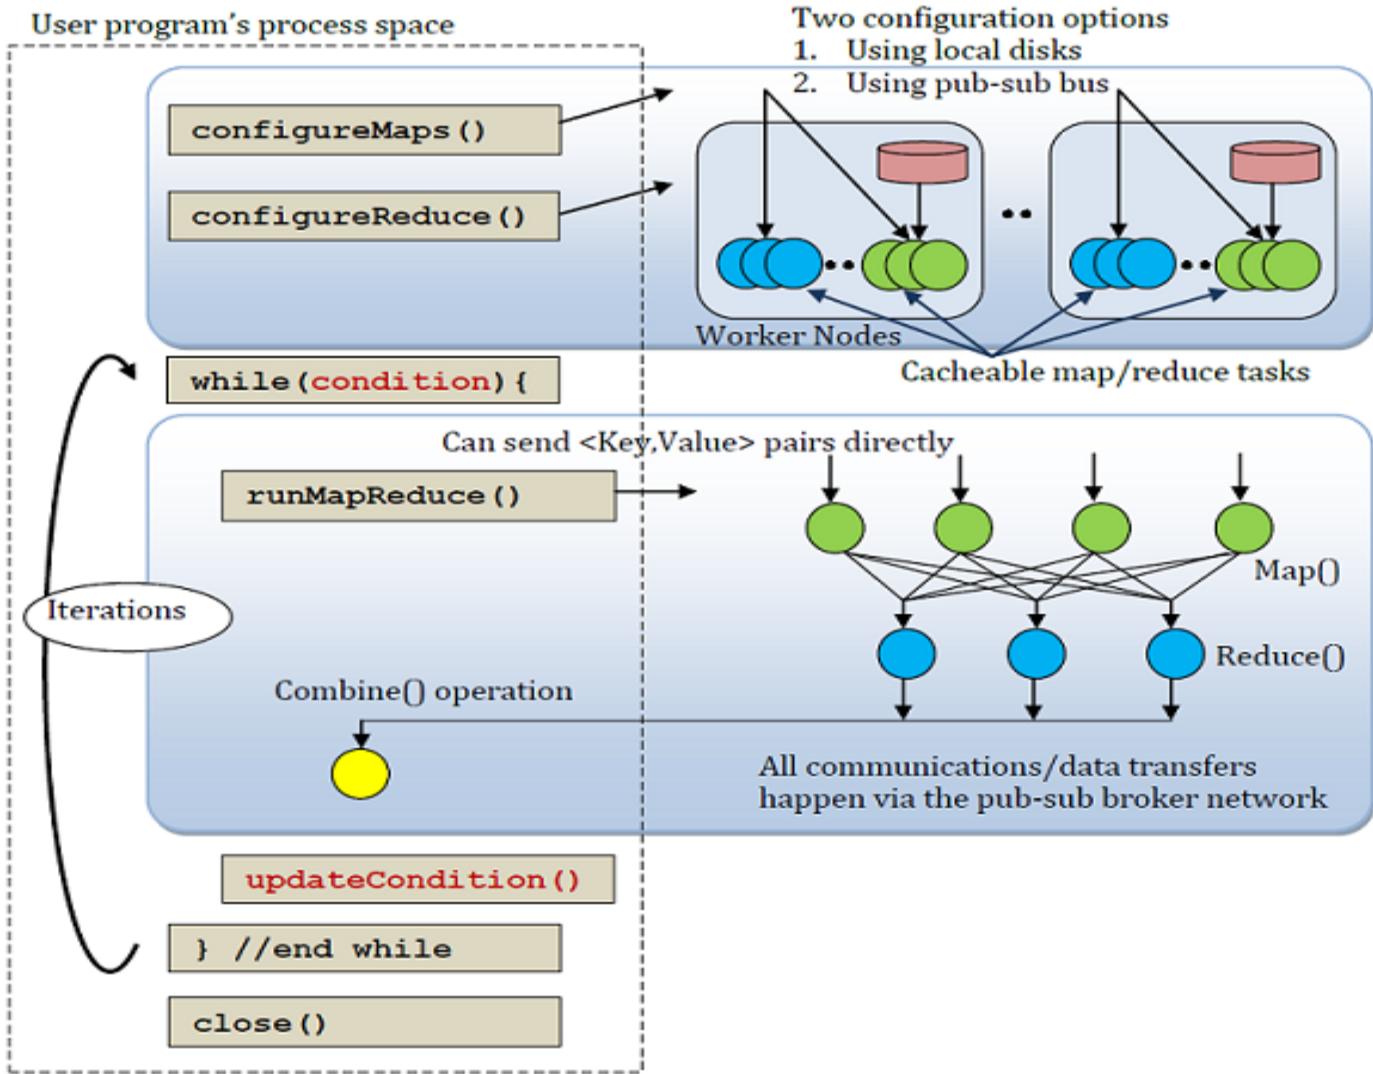 User program's process space
Two configuration options
1. Using local disks
2. Using pub-sub bus
configureMaps()
configureReduce()
Worker Nodes
Cacheable map/reduce tasks
while(condition){
Can send <Key,Value> pairs directly
runMapReduce()
Map()
Iterations
Reduce()
Combine() operation
All communications/data transfers
happen via the pub-sub broker network
updateCondition()
} //end while
close()